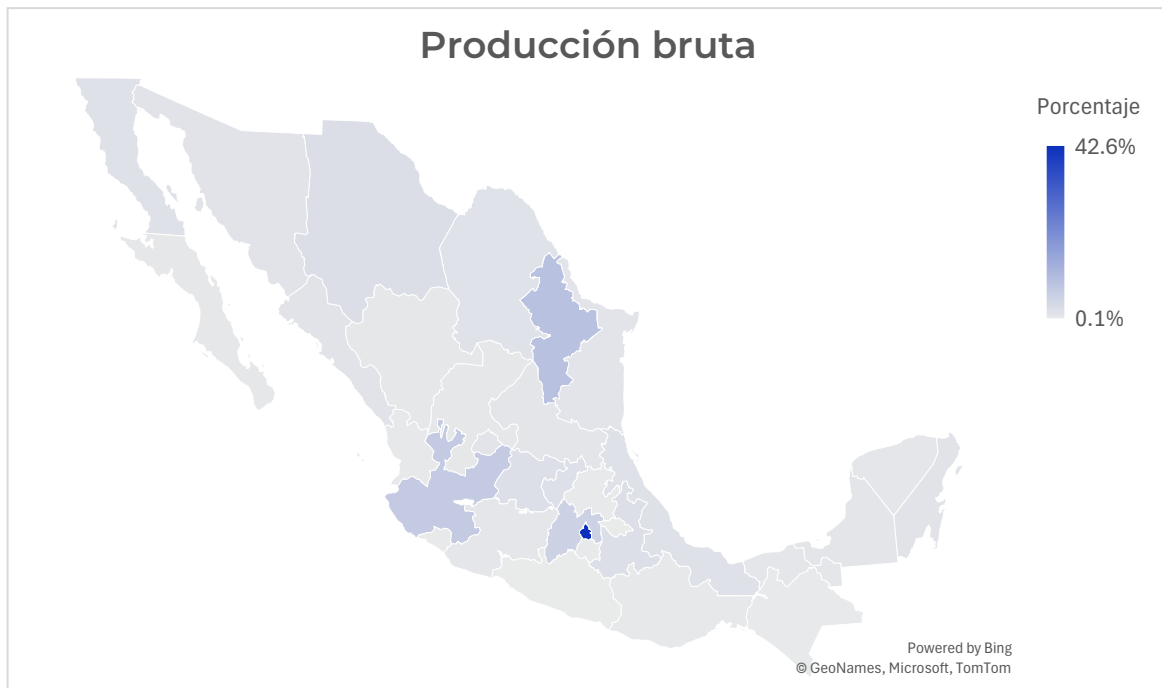 Producción bruta
Porcentaje
42.6%
0.1%
Powered by Bing
© GeoNames, Microsoft, TomTom